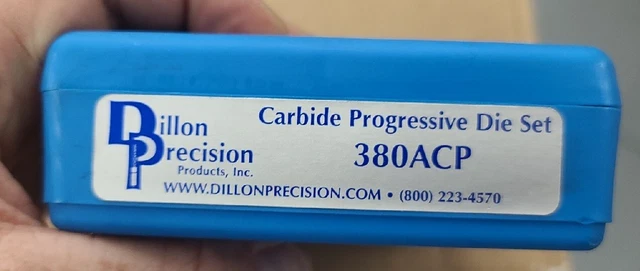 Dillon
Precision
Products, Inc.
Carbide Progressive Die Set
380ACP
WWW.DILLONPRECISION.COM • (800) 223-4570